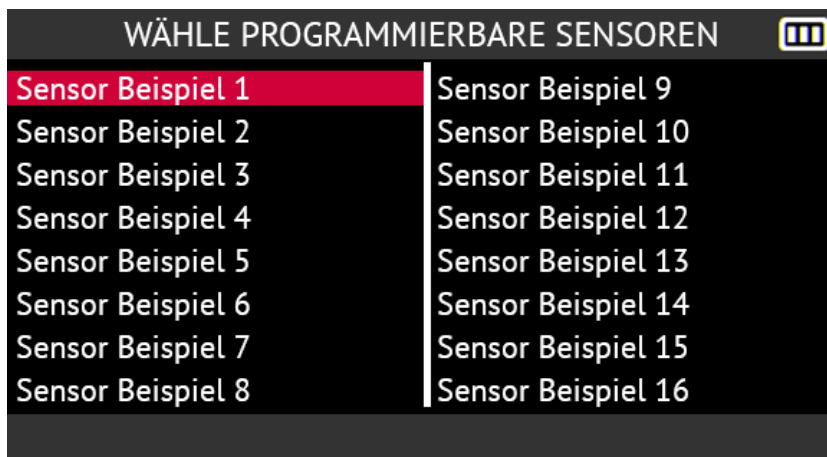 WÄHLE PROGRAMMIERBARE SENSOREN
Sensor Beispiel 1
Sensor Beispiel 2
Sensor Beispiel 3
Sensor Beispiel 4
Sensor Beispiel 5
Sensor Beispiel 6
Sensor Beispiel 7
Sensor Beispiel 8
Sensor Beispiel 9
Sensor Beispiel 10
Sensor Beispiel 11
Sensor Beispiel 12
Sensor Beispiel 13
Sensor Beispiel 14
Sensor Beispiel 15
Sensor Beispiel 16